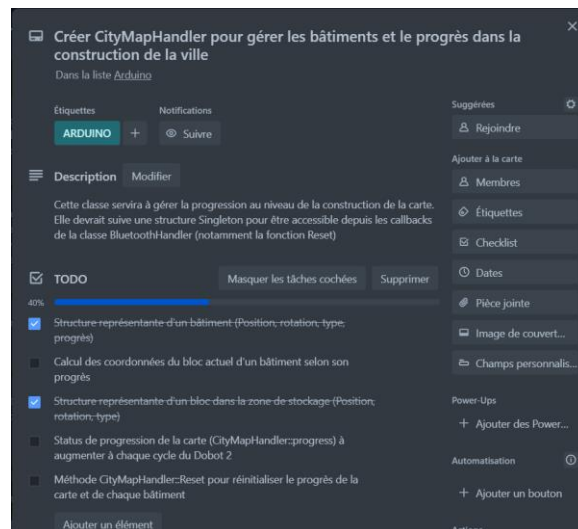 Créer CityMapHandler pour gérer les bâtiments et le progrès dans la
construction de la ville
Dans la liste Arduino
Étiquettes
Notifications
ARDUINO
+
Suivre
Description
Modifier
Cette classe servira à gérer la progression au niveau de la construction de la carte.
Elle devrait suive une structure Singleton pour être accessible depuis les callbacks
de la classe BluetoothHandler (notamment la fonction Reset)
TODO
Masquer les tâches cochées
Supprimer
40%
Structure représentante d'un bâtiment (Position, rotation, type,
progrès)
Calcul des coordonnées du bloc actuel d'un bâtiment selon son
progrès
Structure représentante d'un bloc dans la zone de stockage (Position,
rotation, type)
Status de progression de la carte (CityMapHandler::progress) à
augmenter à chaque cycle du Dobot 2
Méthode CityMapHandler::Reset pour réinitialiser le progrès de la
carte et de chaque bâtiment
Ajouter un élément
Suggérées
Rejoindre
Ajouter à la carte
Membres
Étiquettes
Checklist
Dates
Pièce jointe
Image de couvert...
Champs personnalis...
Power-Ups
+ Ajouter des Power...
Automatisation
+ Ajouter un bouton
Actions